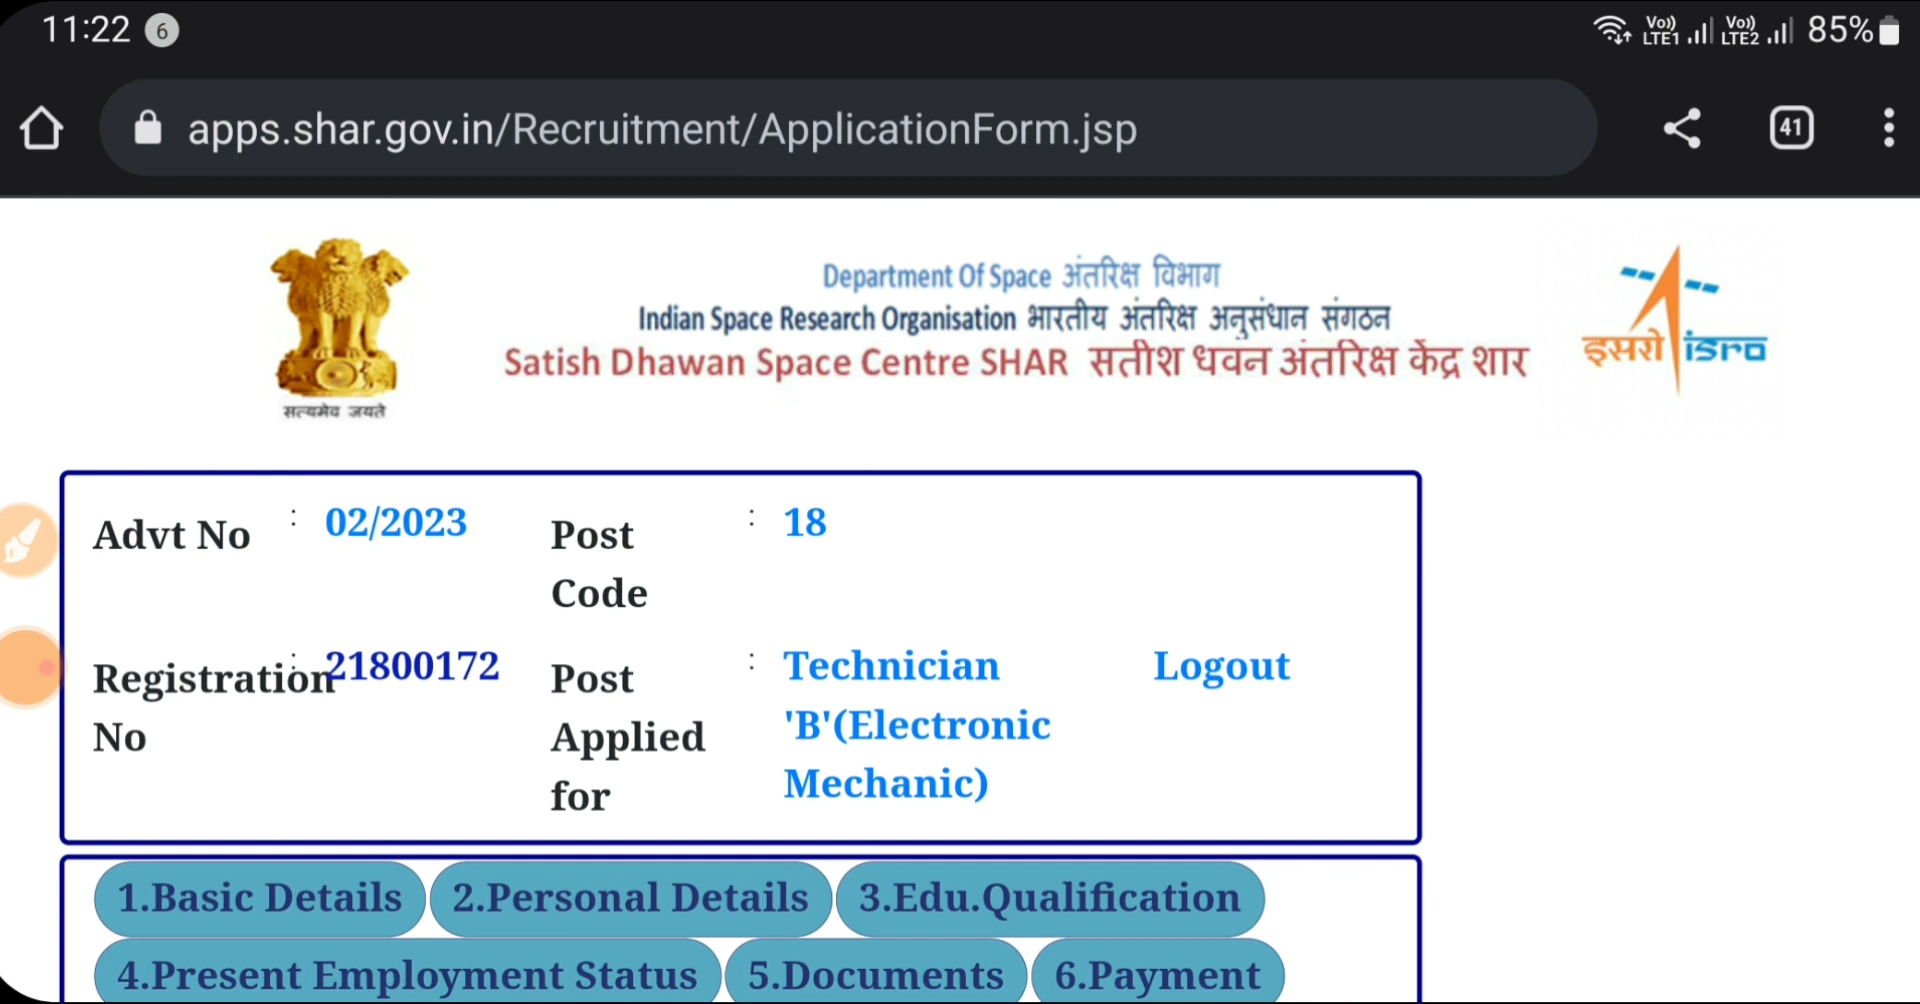 11:22 6 Vo)) LTE1 Vo)) LTE2 85%
apps.shar.gov.in/Recruitment/ApplicationForm.jsp 41
Department Of Space अंतरिक्ष विभाग
Indian Space Research Organisation भारतीय अंतरिक्ष अनुसंधान संगठन
Satish Dhawan Space Centre SHAR सतीश धवन अंतरिक्ष केंद्र शार
सत्यमेव जयते
इसरो isro
Advt No : 02/2023 Post Code : 18
Registration No : 21800172 Post Applied for : Technician 'B'(Electronic Mechanic) Logout
1.Basic Details 2.Personal Details 3.Edu.Qualification
4.Present Employment Status 5.Documents 6.Payment